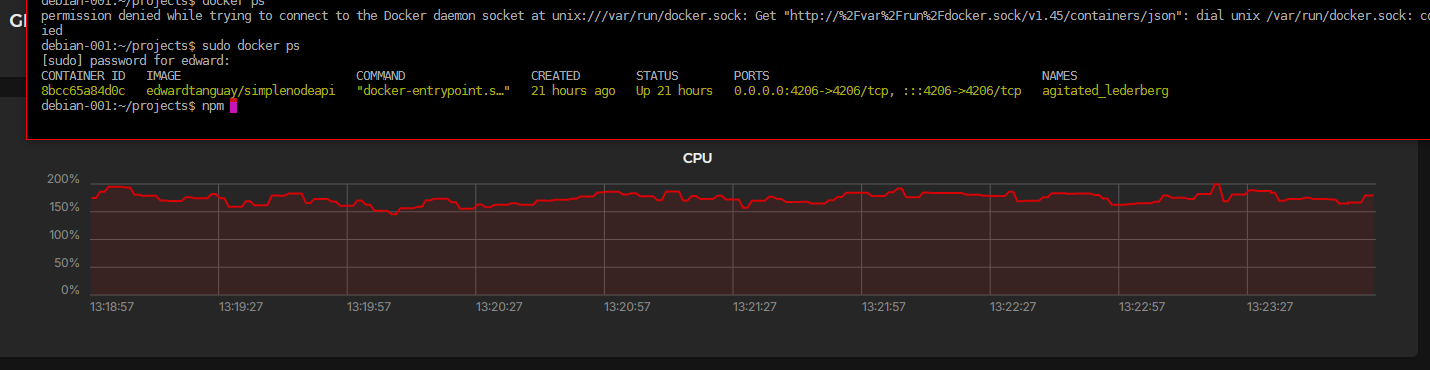 debian-001:~/projects$ docker ps
permission denied while trying to connect to the Docker daemon socket at unix:///var/run/docker.sock: Get "http://%2Fvar%2Frun%2Fdocker.sock/v1.45/containers/json": dial unix /var/run/docker.sock: co
ied
debian-001:~/projects$ sudo docker ps
[sudo] password for edward:
CONTAINER ID IMAGE COMMAND CREATED STATUS PORTS NAMES
8bcc65a84d0c edwardtanguay/simplenodeapi "docker-entrypoint.s…" 21 hours ago Up 21 hours 0.0.0.0:4206->4206/tcp, :::4206->4206/tcp agitated_lederberg
debian-001:~/projects$ npm
CPU
200%
150%
100%
50%
0%
13:18:57 13:19:27 13:19:57 13:20:27 13:20:57 13:21:27 13:21:57 13:22:27 13:22:57 13:23:27